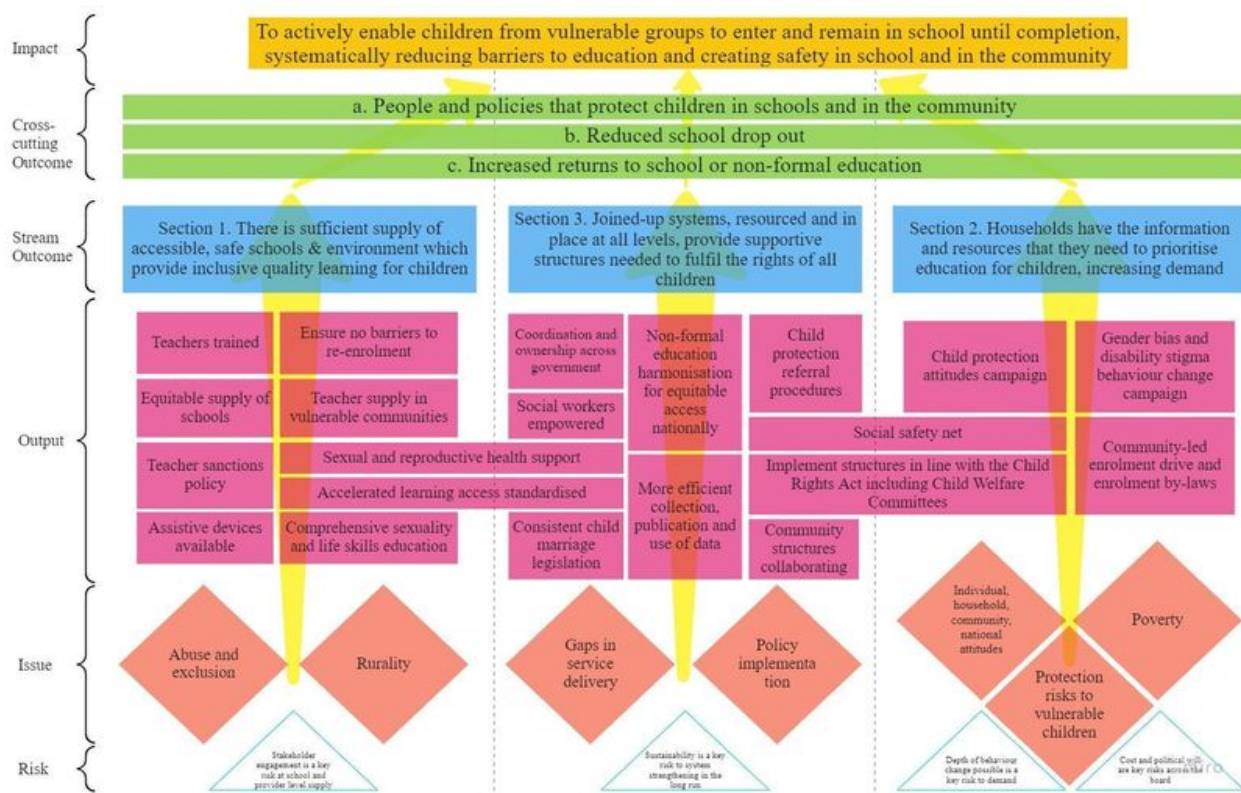 Impact
To actively enable children from vulnerable groups to enter and remain in school until completion,
systematically reducing barriers to education and creating safety in school and in the community
Cross-
cutting
Outcome
a. People and policies that protect children in schools and in the community
b. Reduced school drop out
c. Increased returns to school or non-formal education
Stream
Outcome
Section 1. There is sufficient supply of
accessible, safe schools & environment which
provide inclusive quality learning for children
Section 3. Joined-up systems, resourced and in
place at all levels, provide supportive
structures needed to fulfil the rights of all
children
Section 2. Households have the information
and resources that they need to prioritise
education for children, increasing demand
Output
Teachers trained
Ensure no barriers to
re-enrolment
Equitable supply of
schools
Teacher supply in
vulnerable communities
Teacher sanctions
policy
Sexual and reproductive health support
Accelerated learning access standardised
Assistive devices
available
Comprehensive sexuality
and life skills education
Coordination and
ownership across
government
Social workers
empowered
Consistent child
marriage
legislation
Non-formal
education
harmonisation
for equitable
access
nationally
More efficient
collection,
publication and
use of data
Child
protection
referral
procedures
Social safety net
Implement structures in line with the Child
Rights Act including Child Welfare
Committees
Community
structures
collaborating
Child protection
attitudes campaign
Gender bias and
disability stigma
behaviour change
campaign
Community-led
enrolment drive and
enrolment by-laws
Issue
Abuse and
exclusion
Rurality
Gaps in
service
delivery
Policy
implementa
tion
Individual,
household,
community,
national
attitudes
Poverty
Protection
risks to
vulnerable
children
Risk
Stakeholder
engagement is a key
risk at school and
provider level supply
Sustainability is a key
risk to system
strengthening in the
long run
Depth of behaviour
change possible is a key
risk to demand
Cost and political will
are key risks across the
board